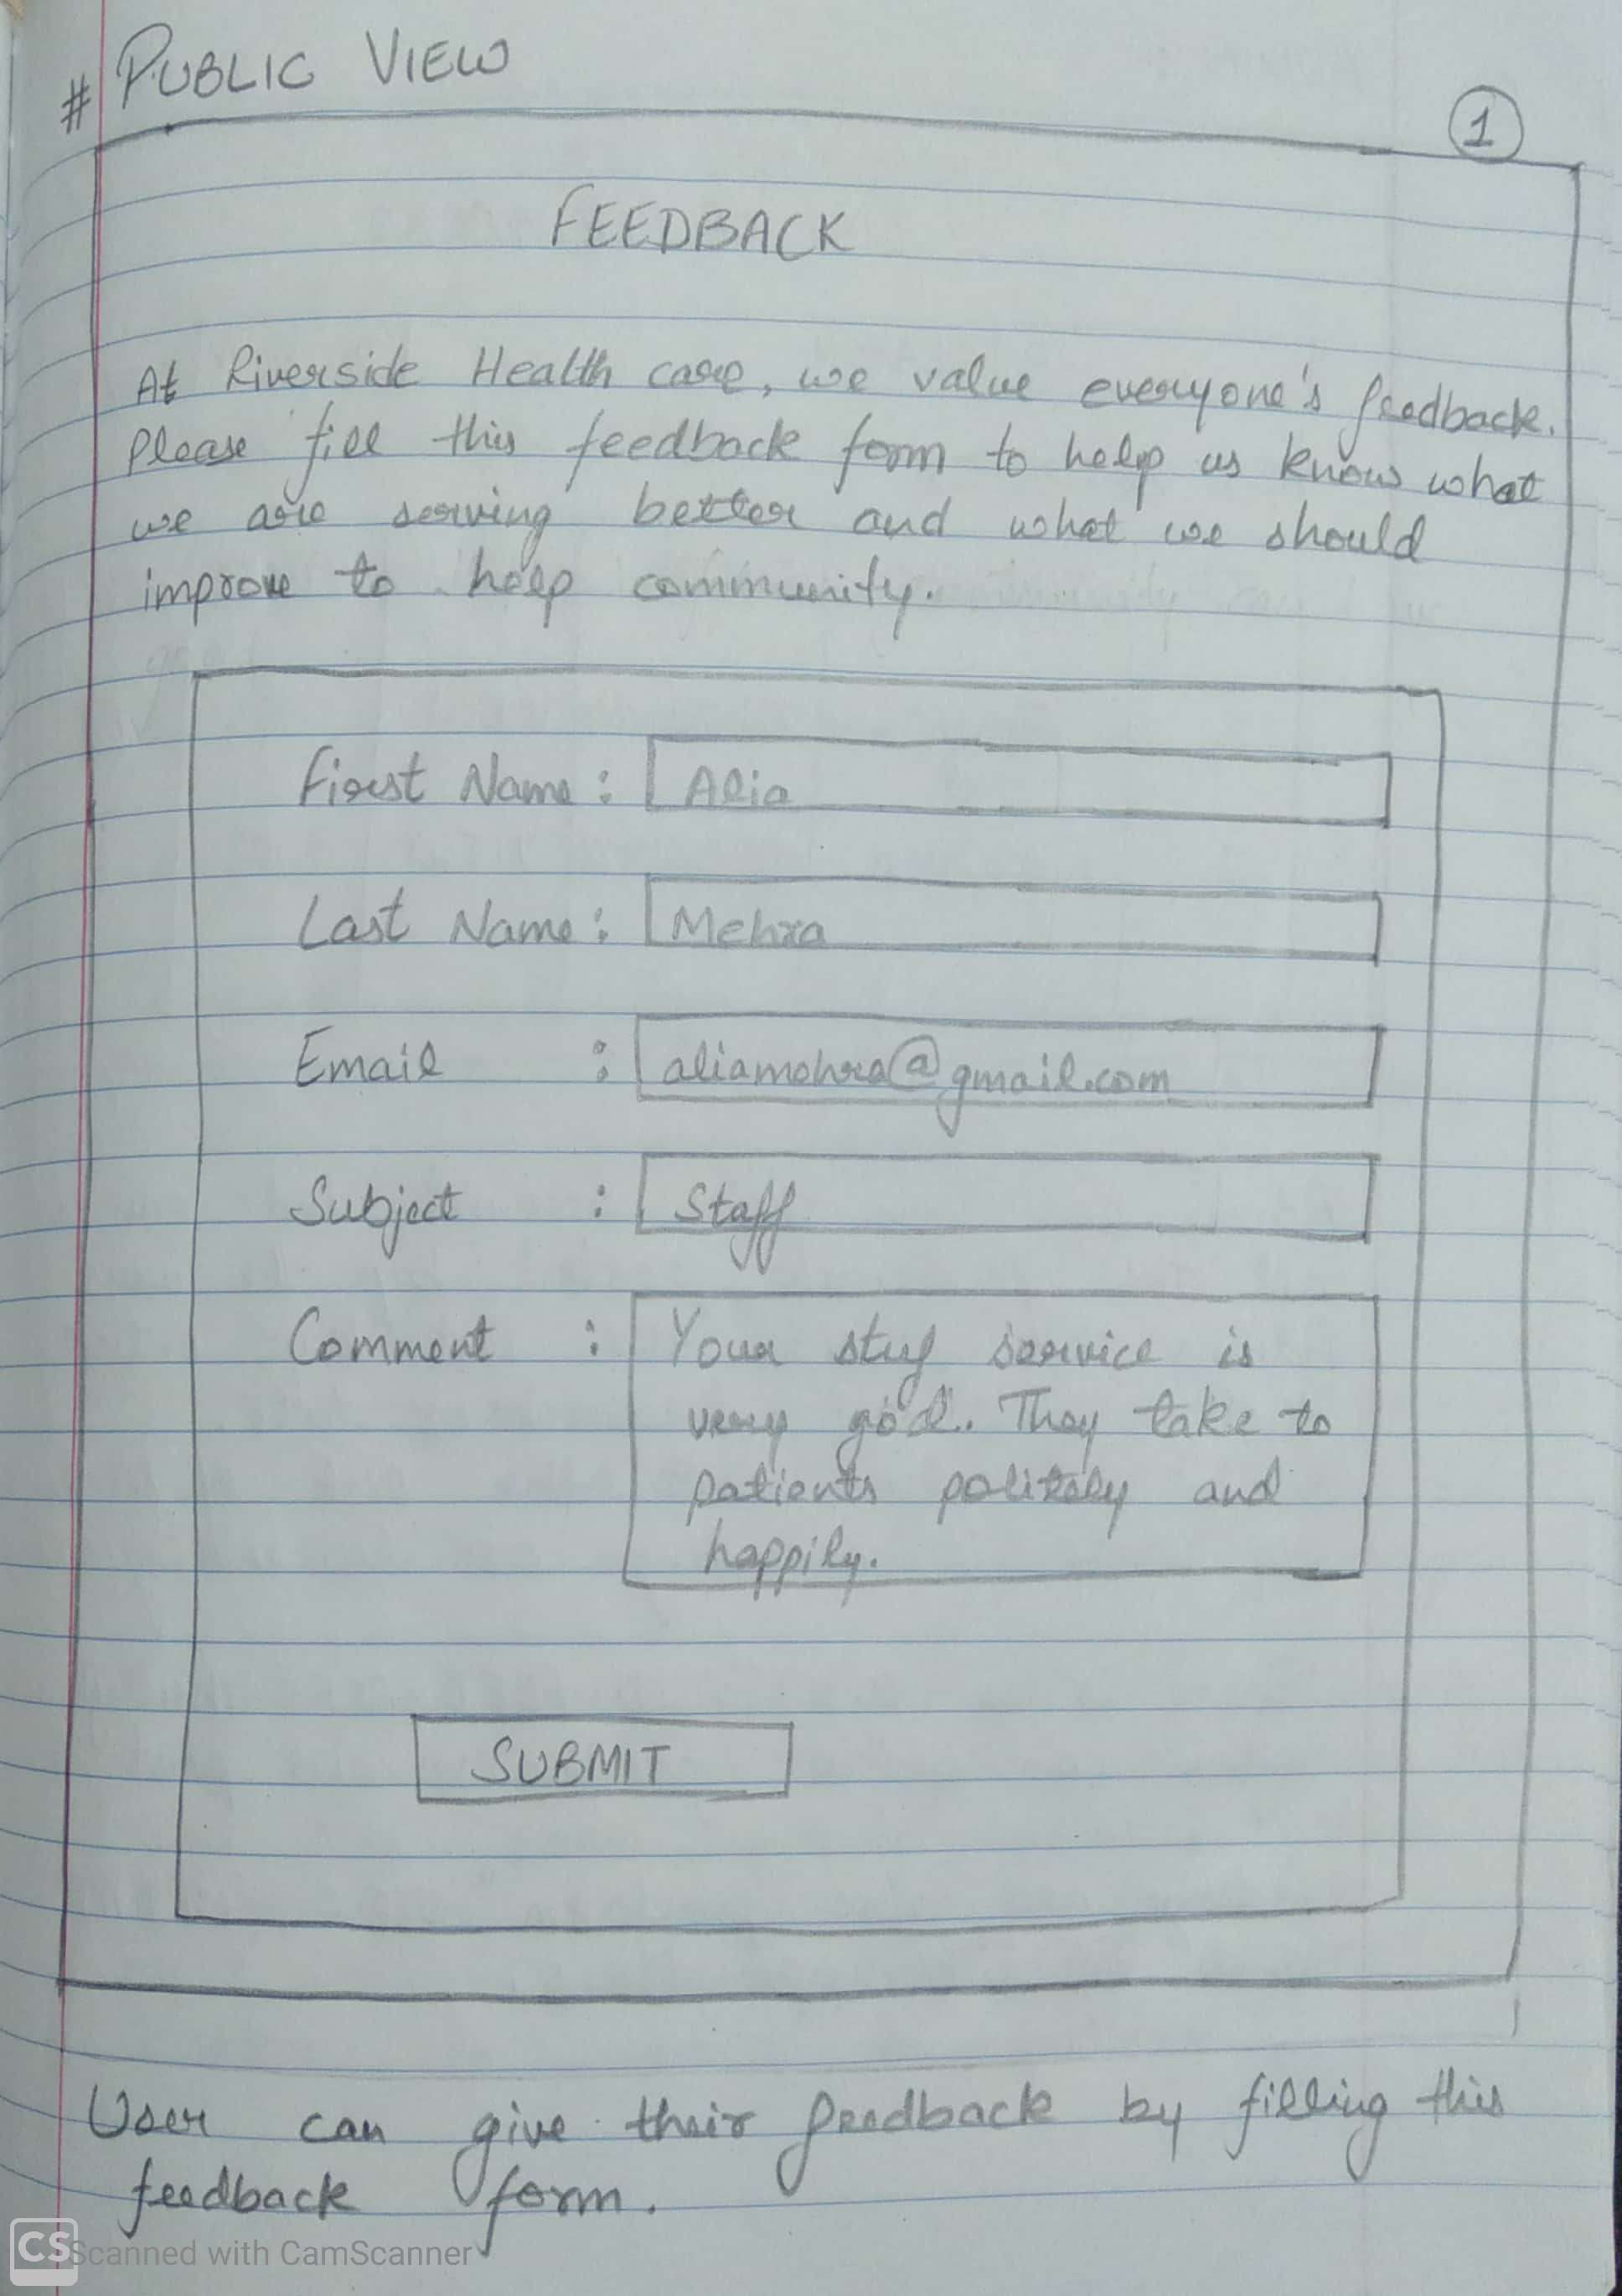 # PUBLIC VIEW
1
FEEDBACK
At Riverside Health care, we value everyone's feedback.
Please fill this feedback form to help us know what
we are serving better and what we should
improve to help community.
First Name : Alia
Last Name : Mehra
Email : aliamehra@gmail.com
Subject : Staff
Comment : Your stuf service is
very good. They take to
patients politely and
happily.
SUBMIT
User can give their feedback by filling this
feedback form.
CS Scanned with CamScanner